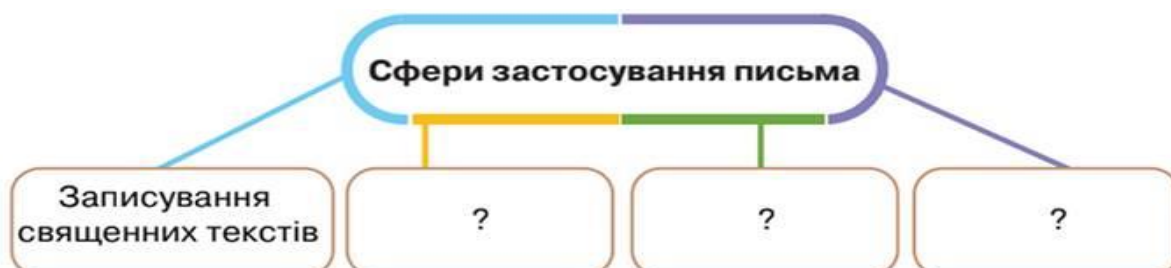 Сфери застосування письма
Записування
священних текстів
?
?
?